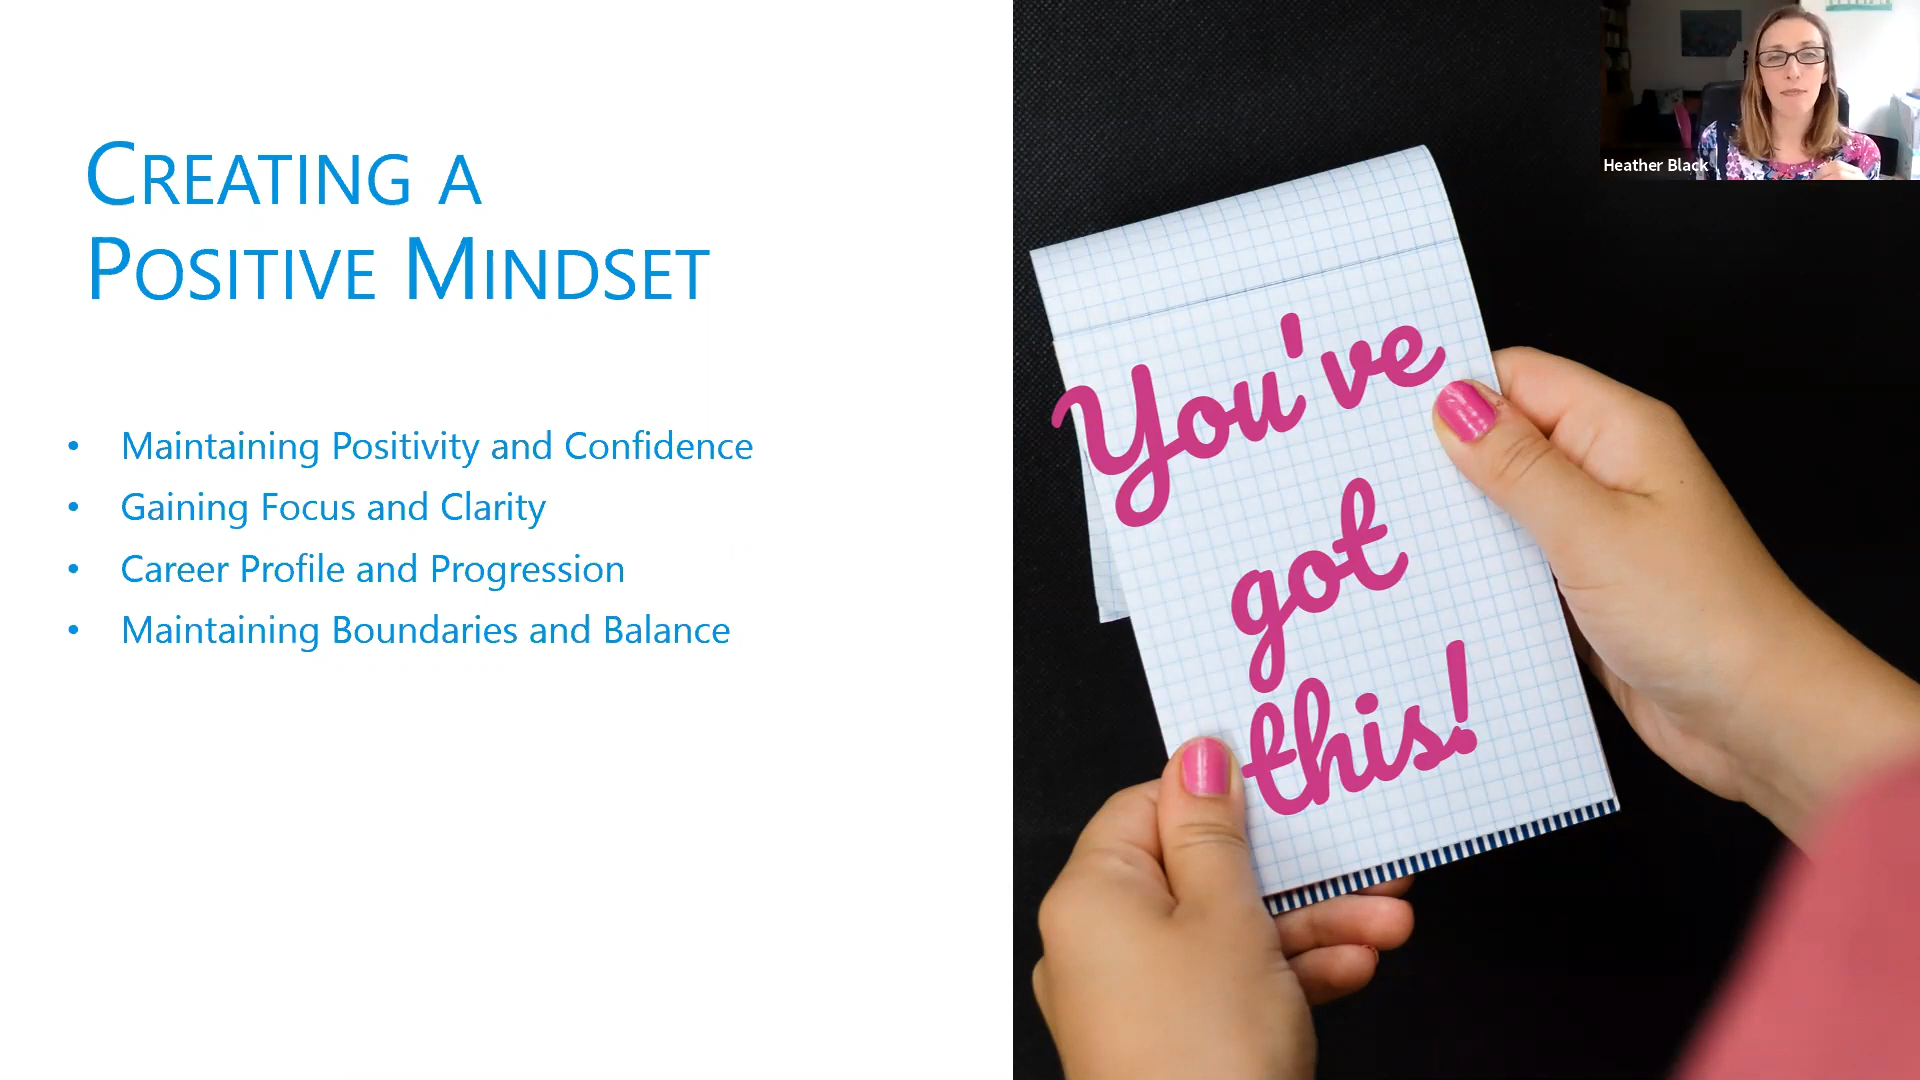 Creating a
Positive Mindset
• Maintaining Positivity and Confidence
• Gaining Focus and Clarity
• Career Profile and Progression
• Maintaining Boundaries and Balance
You've
got
this!
Heather Black